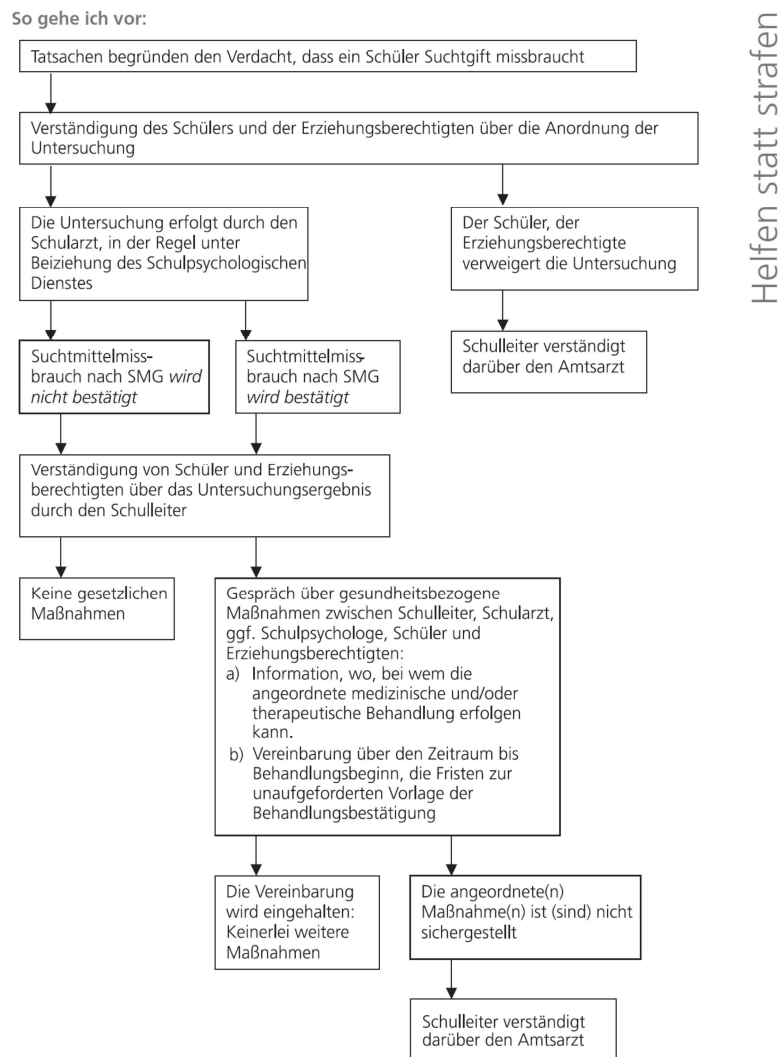 So gehe ich vor:
Helfen statt strafen
Tatsachen begründen den Verdacht, dass ein Schüler Suchtgift missbraucht
Verständigung des Schülers und der Erziehungsberechtigten über die Anordnung der
Untersuchung
Die Untersuchung erfolgt durch den
Schularzt, in der Regel unter
Beiziehung des Schulpsychologischen
Dienstes
Der Schüler, der
Erziehungsberechtigte
verweigert die Untersuchung
Suchtmittelmiss-
brauch nach SMG wird
nicht bestätigt
Suchtmittelmiss-
brauch nach SMG
wird bestätigt
Schulleiter verständigt
darüber den Amtsarzt
Verständigung von Schüler und Erziehungs-
berechtigten über das Untersuchungsergebnis
durch den Schulleiter
Keine gesetzlichen
Maßnahmen
Gespräch über gesundheitsbezogene
Maßnahmen zwischen Schulleiter, Schularzt,
ggf. Schulpsychologe, Schüler und
Erziehungsberechtigten:
a) Information, wo, bei wem die
angeordnete medizinische und/oder
therapeutische Behandlung erfolgen
kann.
b) Vereinbarung über den Zeitraum bis
Behandlungsbeginn, die Fristen zur
unaufgeforderten Vorlage der
Behandlungsbestätigung
Die Vereinbarung
wird eingehalten:
Keinerlei weitere
Maßnahmen
Die angeordnete(n)
Maßnahme(n) ist (sind) nicht
sichergestellt
Schulleiter verständigt
darüber den Amtsarzt